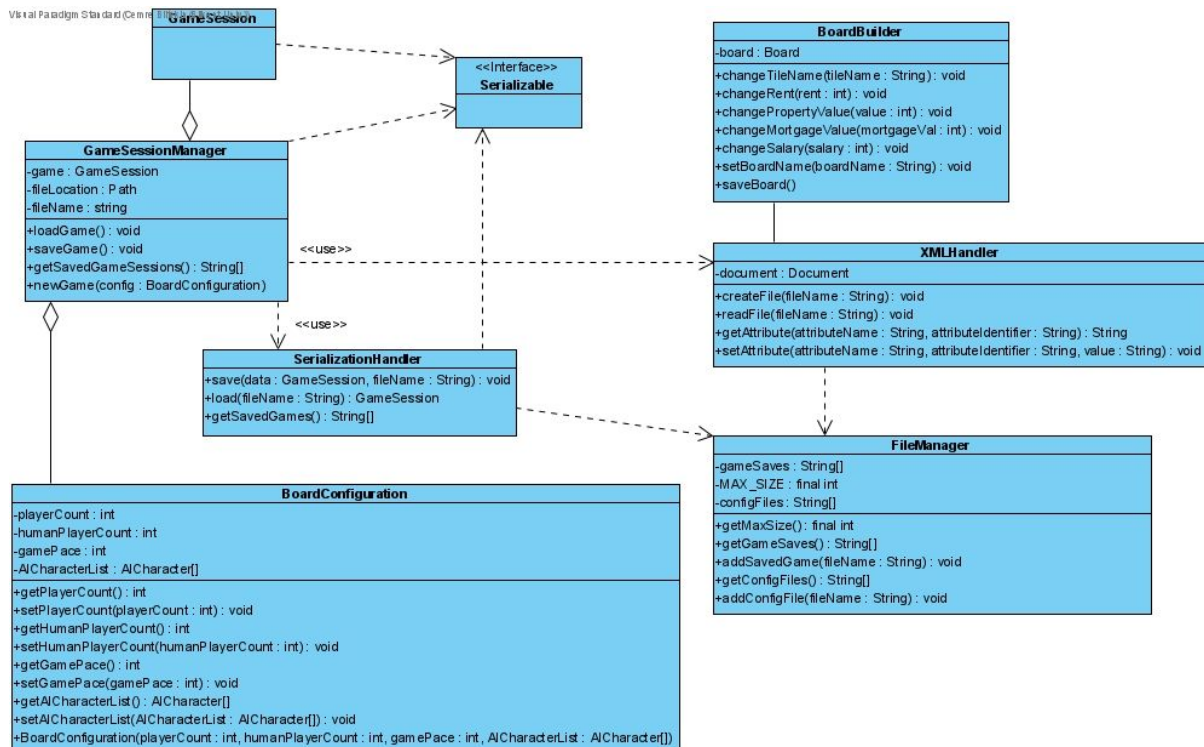 Visual Paradigm Standard(Cemre
GameSession
<<Interface>>
Serializable
GameSessionManager
-game : GameSession
-fileLocation : Path
-fileName : string
+loadGame() : void
+saveGame() : void
+getSavedGameSessions() : String[]
+newGame(config : BoardConfiguration)
BoardBuilder
-board : Board
+changeTileName(tileName : String) : void
+changeRent(rent : int) : void
+changePropertyValue(value : int) : void
+changeMortgageValue(mortgageVal : int) : void
+changeSalary(salary : int) : void
+setBoardName(boardName : String) : void
+saveBoard()
<<use>>
XMLHandler
-document : Document
+createFile(fileName : String) : void
+readFile(fileName : String) : void
+getAttribute(attributeName : String, attributeIdentifier : String) : String
+setAttribute(attributeName : String, attributeIdentifier : String, value : String) : void
<<use>>
SerializationHandler
+save(data : GameSession, fileName : String) : void
+load(fileName : String) : GameSession
+getSavedGames() : String[]
FileManager
-gameSaves : String[]
-MAX_SIZE : final int
-configFiles : String[]
+getMaxSize() : final int
+getGameSaves() : String[]
+addSavedGame(fileName : String) : void
+getConfigFiles() : String[]
+addConfigFile(fileName : String) : void
BoardConfiguration
-playerCount : int
-humanPlayerCount : int
-gamePace : int
-AICharacterList : AICharacter[]
+getPlayerCount() : int
+setPlayerCount(playerCount : int) : void
+getHumanPlayerCount() : int
+setHumanPlayerCount(humanPlayerCount : int) : void
+getGamePace() : int
+setGamePace(gamePace : int) : void
+getAICharacterList() : AICharacter[]
+setAICharacterList(AICharacterList : AICharacter[]) : void
+BoardConfiguration(playerCount : int, humanPlayerCount : int, gamePace : int, AICharacterList : AICharacter[])